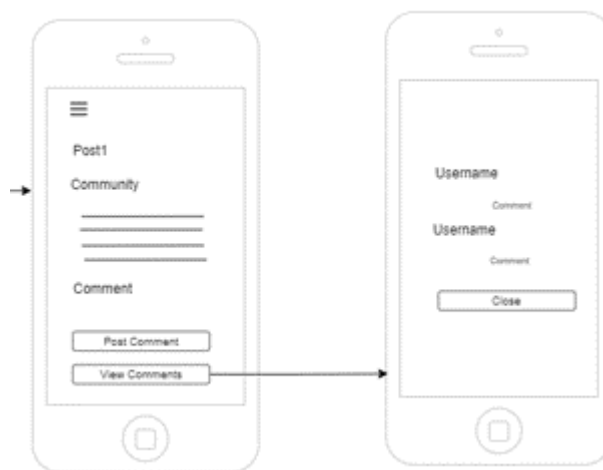 Post1
Community
Comment
Post Comment
View Comments
Username
Comment
Username
Comment
Close